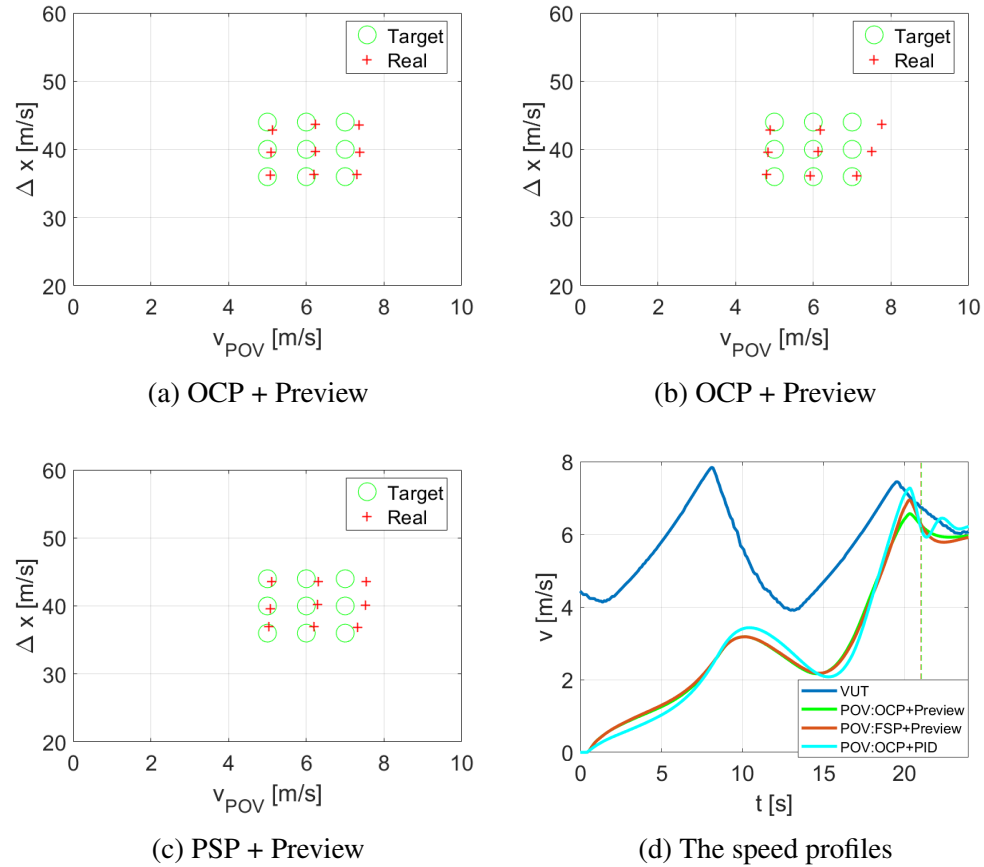 60
50
40
30
20
Δ x [m/s]
0 2 4 6 8 10
v_POV [m/s]
Target
Real
(a) OCP + Preview
60
50
40
30
20
Δ x [m/s]
0 2 4 6 8 10
v_POV [m/s]
Target
Real
(b) OCP + Preview
60
50
40
30
20
Δ x [m/s]
0 2 4 6 8 10
v_POV [m/s]
Target
Real
(c) PSP + Preview
8
6
4
2
0
v [m/s]
0 5 10 15 20
t [s]
VUT
POV:OCP+Preview
POV:FSP+Preview
POV:OCP+PID
(d) The speed profiles